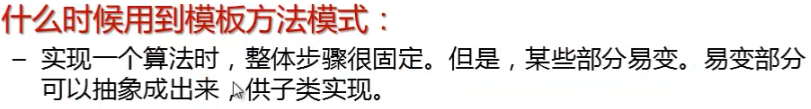 什么时候用到模板方法模式：
– 实现一个算法时，整体步骤很固定。但是，某些部分易变。易变部分
可以抽象成出来，供子类实现。